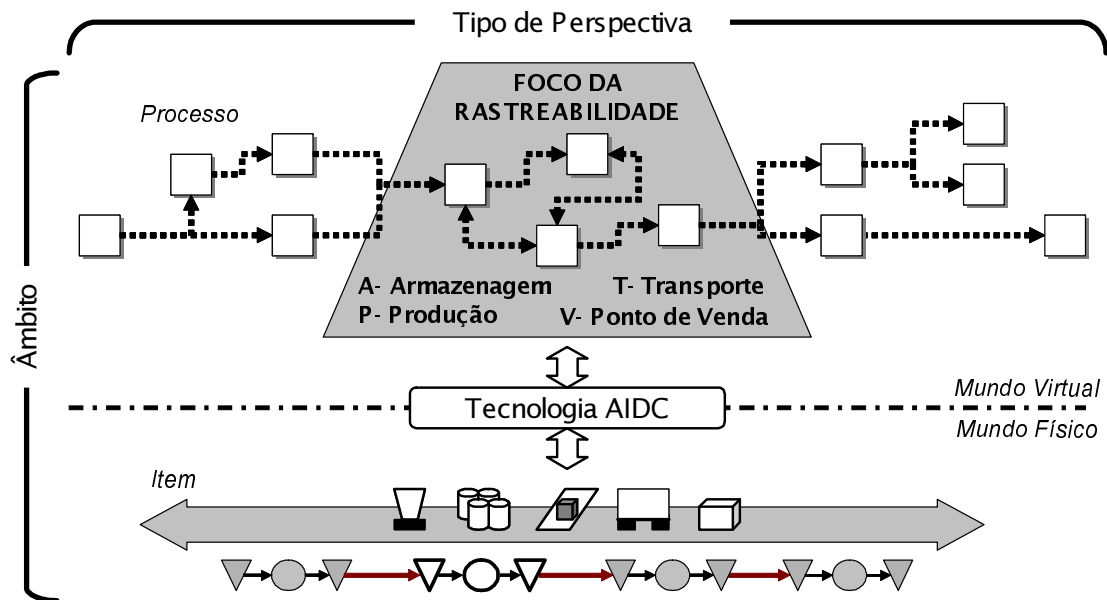 Tipo de Perspectiva
Âmbito
Processo
FOCO DA
RASTREABILIDADE
A- Armazenagem
T- Transporte
P- Produção
V- Ponto de Venda
Tecnologia AIDC
Mundo Virtual
Mundo Físico
Item